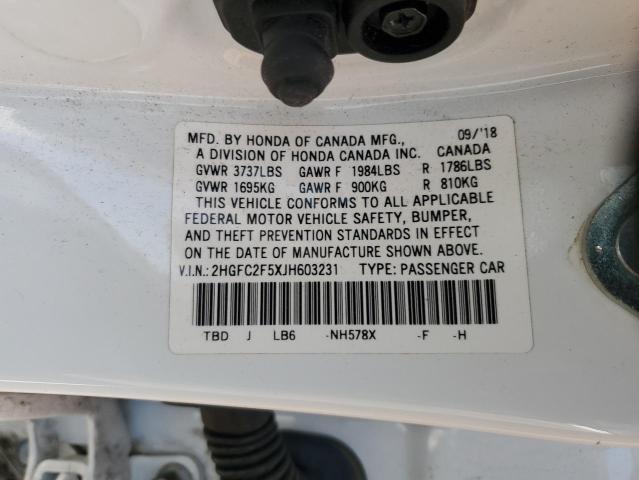 MFD. BY HONDA OF CANADA MFG., 09/'18
A DIVISION OF HONDA CANADA INC. CANADA
GVWR 3737LBS GAWR F 1984LBS R 1786LBS
GVWR 1695KG GAWR F 900KG R 810KG
THIS VEHICLE CONFORMS TO ALL APPLICABLE
FEDERAL MOTOR VEHICLE SAFETY, BUMPER,
AND THEFT PREVENTION STANDARDS IN EFFECT
ON THE DATE OF MANUFACTURE SHOWN ABOVE.
V.I.N.: 2HGFC2F5XJH603231 TYPE: PASSENGER CAR
TBD J LB6 -NH578X -F -H